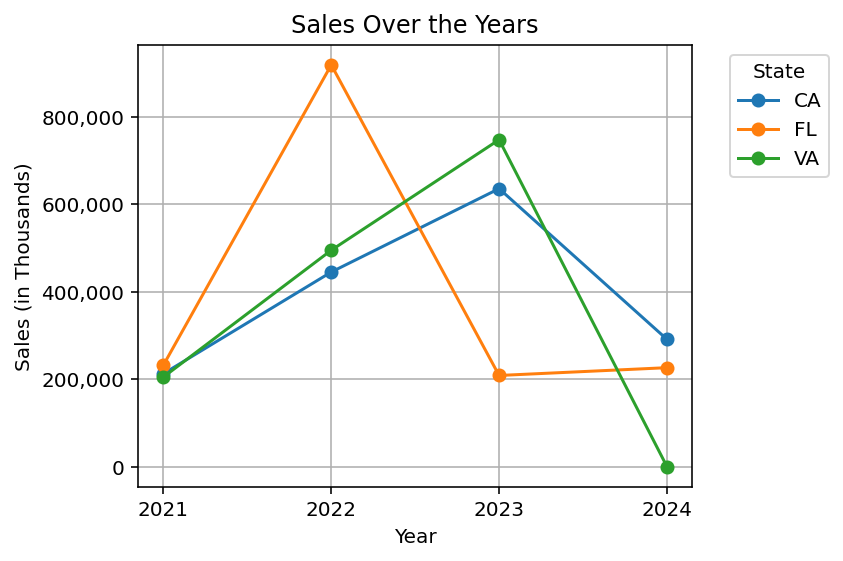 Sales Over the Years
Sales (in Thousands)
800,000
600,000
400,000
200,000
0
2021 2022 2023 2024
Year
State
CA
FL
VA